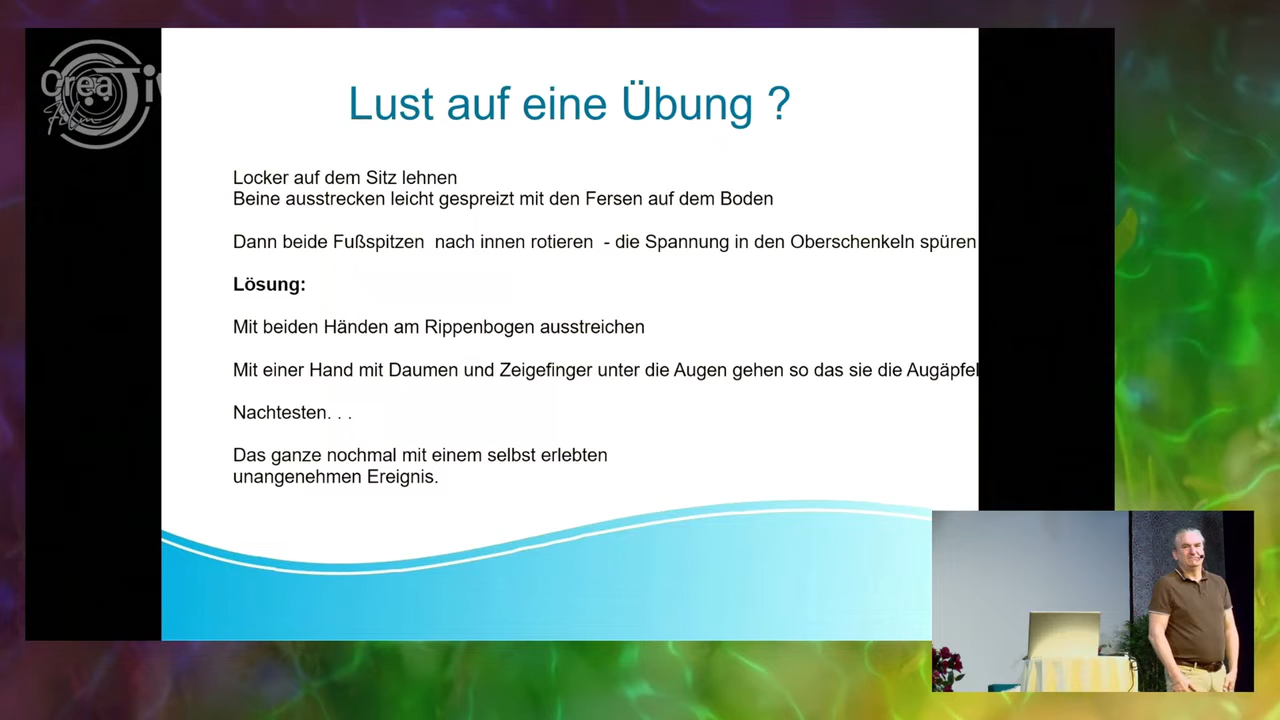 Crea
Film
Lust auf eine Übung ?
Locker auf dem Sitz lehnen
Beine ausstrecken leicht gespreizt mit den Fersen auf dem Boden
Dann beide Fußspitzen nach innen rotieren - die Spannung in den Oberschenkeln spüren
Lösung:
Mit beiden Händen am Rippenbogen ausstreichen
Mit einer Hand mit Daumen und Zeigefinger unter die Augen gehen so das sie die Augäpfel
Nachtesten. . .
Das ganze nochmal mit einem selbst erlebten
unangenehmen Ereignis.